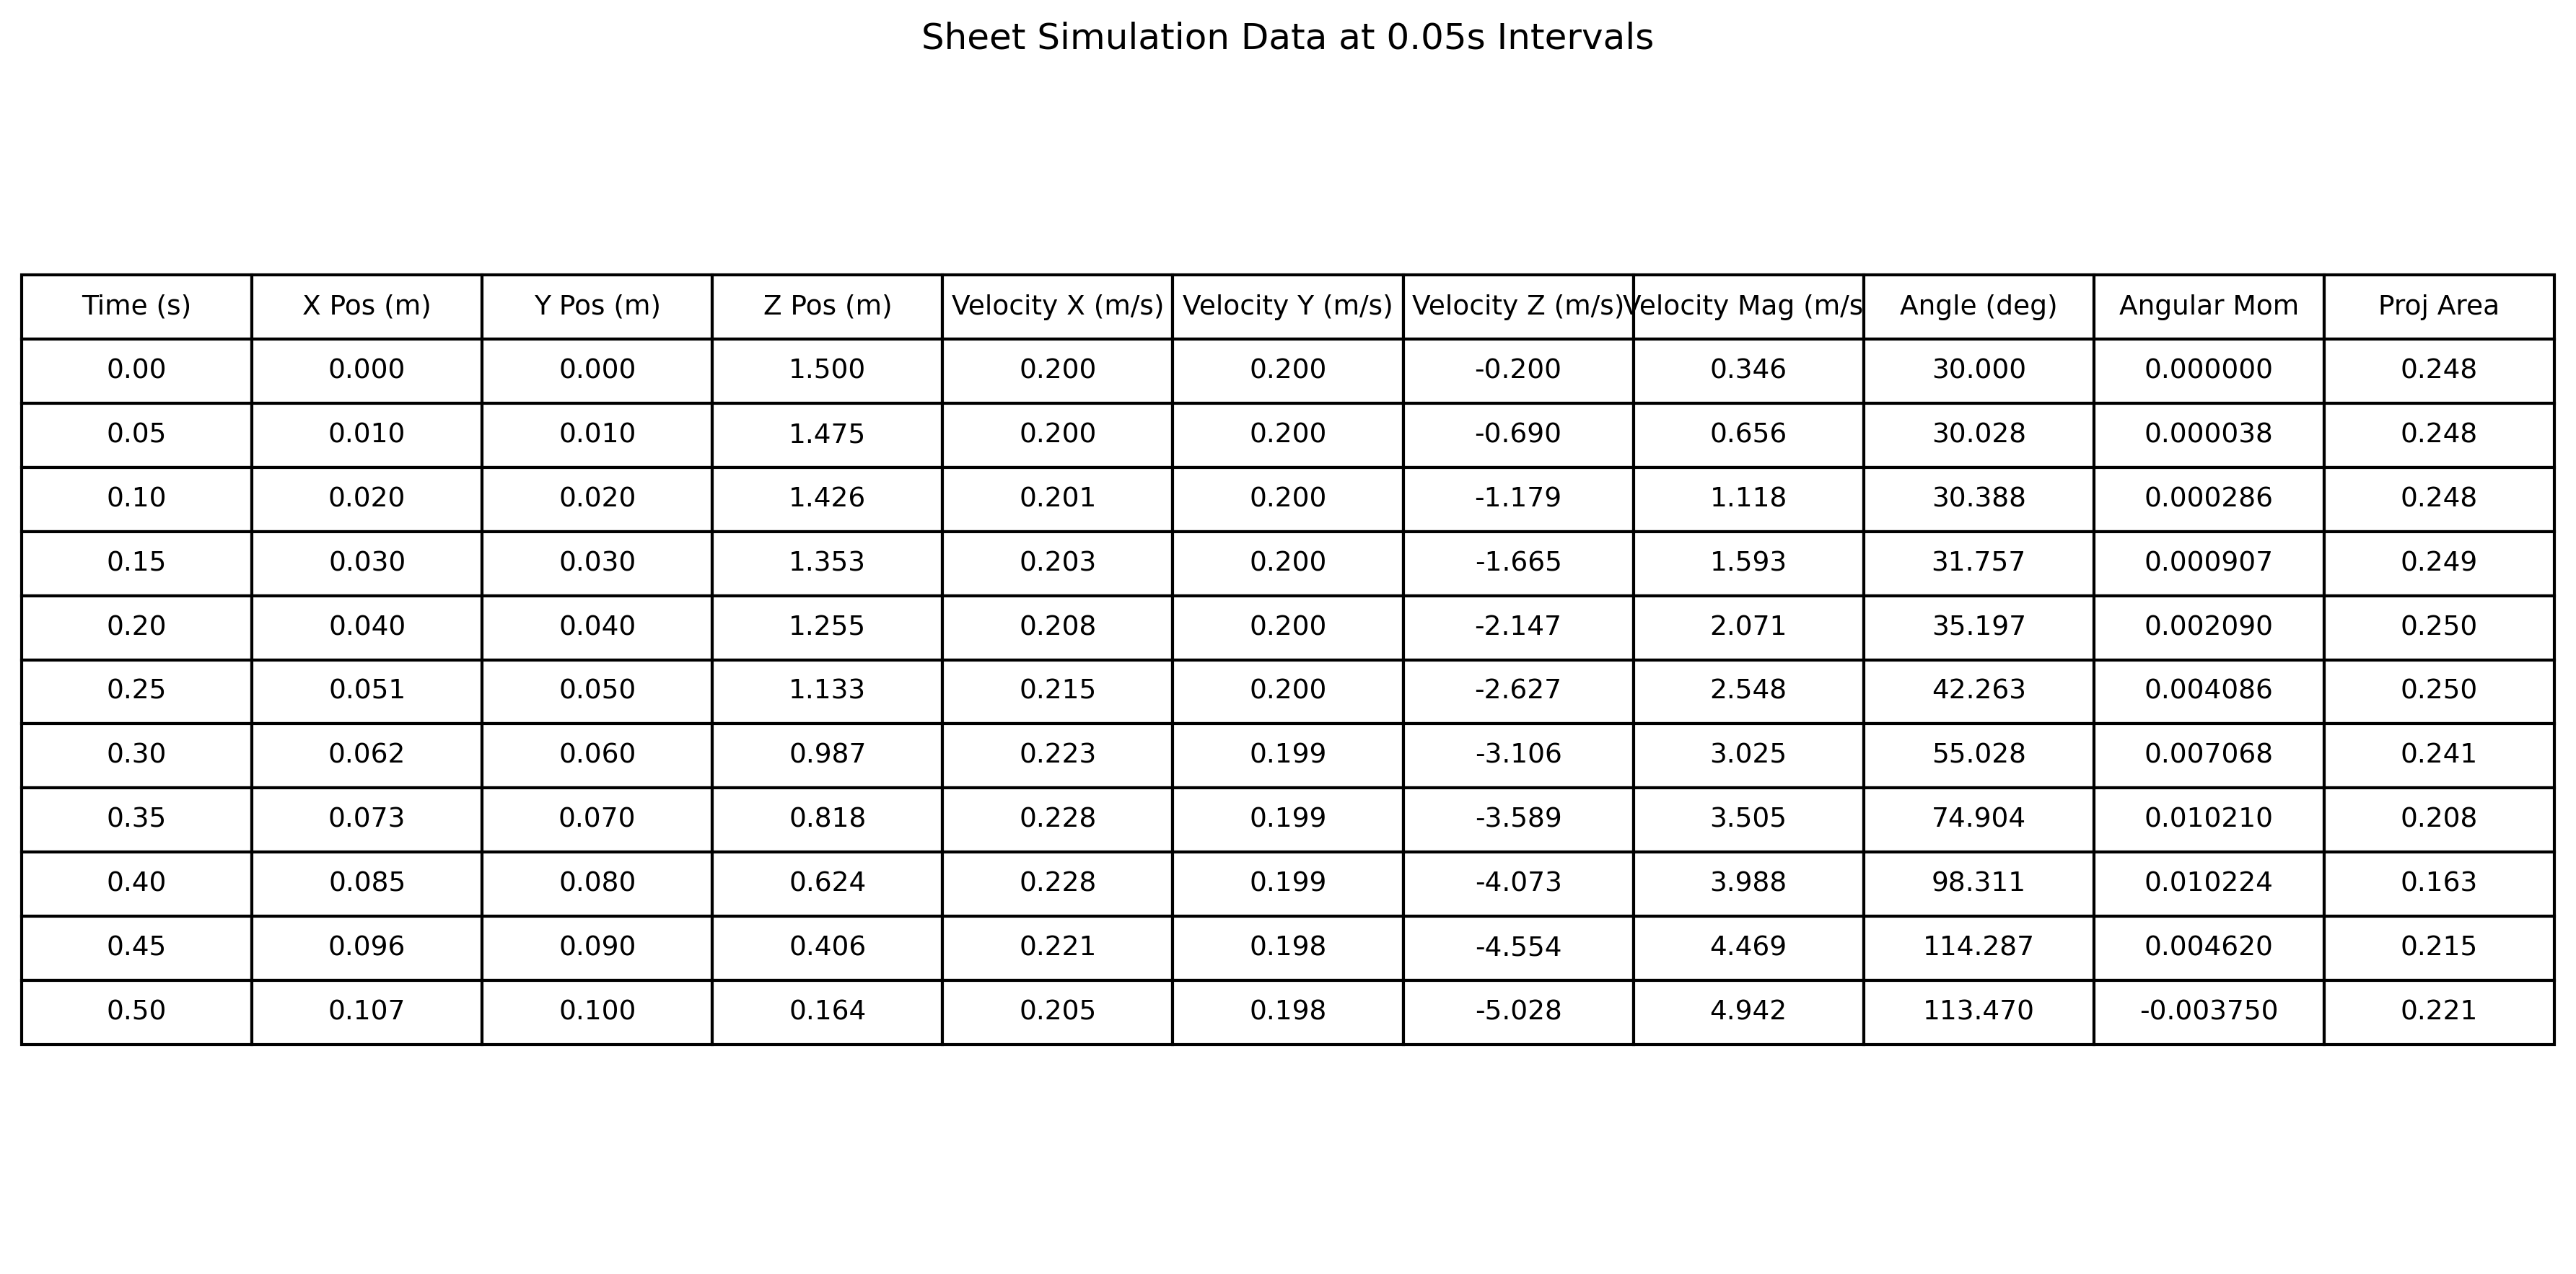 Sheet Simulation Data at 0.05s Intervals
Time (s) X Pos (m) Y Pos (m) Z Pos (m) Velocity X (m/s) Velocity Y (m/s) Velocity Z (m/s) Velocity Mag (m/s Angle (deg) Angular Mom Proj Area
0.00 0.000 0.000 1.500 0.200 0.200 -0.200 0.346 30.000 0.000000 0.248
0.05 0.010 0.010 1.475 0.200 0.200 -0.690 0.656 30.028 0.000038 0.248
0.10 0.020 0.020 1.426 0.201 0.200 -1.179 1.118 30.388 0.000286 0.248
0.15 0.030 0.030 1.353 0.203 0.200 -1.665 1.593 31.757 0.000907 0.249
0.20 0.040 0.040 1.255 0.208 0.200 -2.147 2.071 35.197 0.002090 0.250
0.25 0.051 0.050 1.133 0.215 0.200 -2.627 2.548 42.263 0.004086 0.250
0.30 0.062 0.060 0.987 0.223 0.199 -3.106 3.025 55.028 0.007068 0.241
0.35 0.073 0.070 0.818 0.228 0.199 -3.589 3.505 74.904 0.010210 0.208
0.40 0.085 0.080 0.624 0.228 0.199 -4.073 3.988 98.311 0.010224 0.163
0.45 0.096 0.090 0.406 0.221 0.198 -4.554 4.469 114.287 0.004620 0.215
0.50 0.107 0.100 0.164 0.205 0.198 -5.028 4.942 113.470 -0.003750 0.221